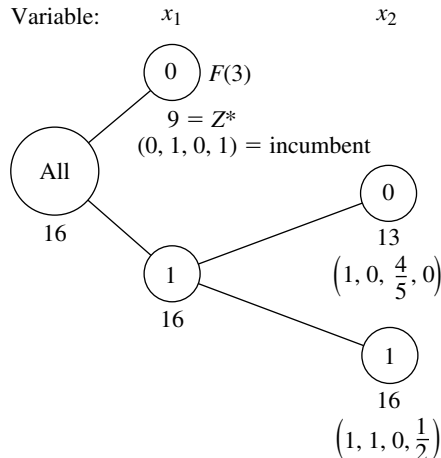 Variable: x₁ x₂
0 F(3)
9 = Z*
(0, 1, 0, 1) = incumbent
All
16
0
13
(1, 0, 4/5, 0)
1
16
1
16
(1, 1, 0, 1/2)